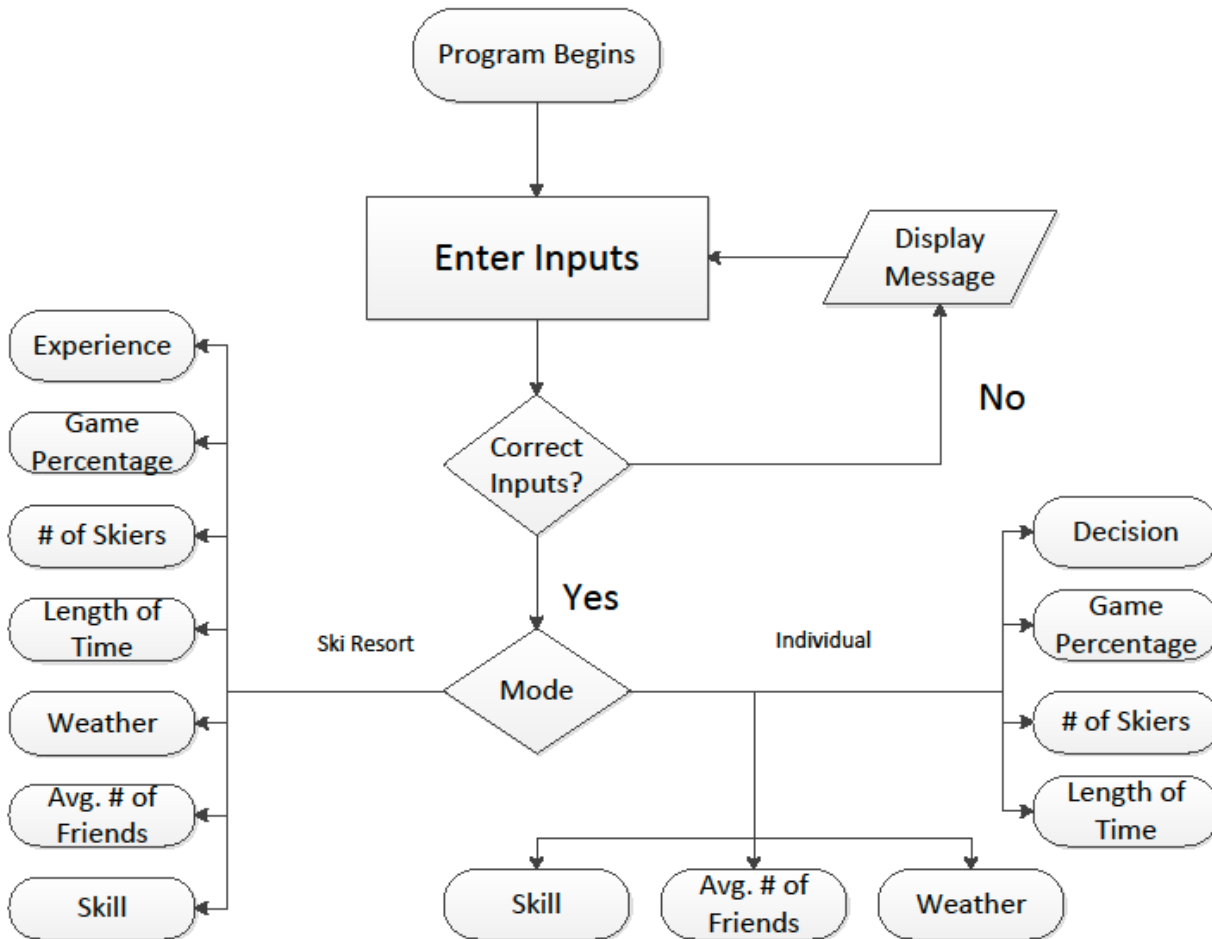 Program Begins
Enter Inputs
Display
Message
Experience
Game
Percentage
No
Correct
Inputs?
# of Skiers
Decision
Yes
Length of
Time
Game
Percentage
Ski Resort
Individual
Mode
Weather
# of Skiers
Avg. # of
Friends
Length of
Time
Skill
Skill
Avg. # of
Friends
Weather